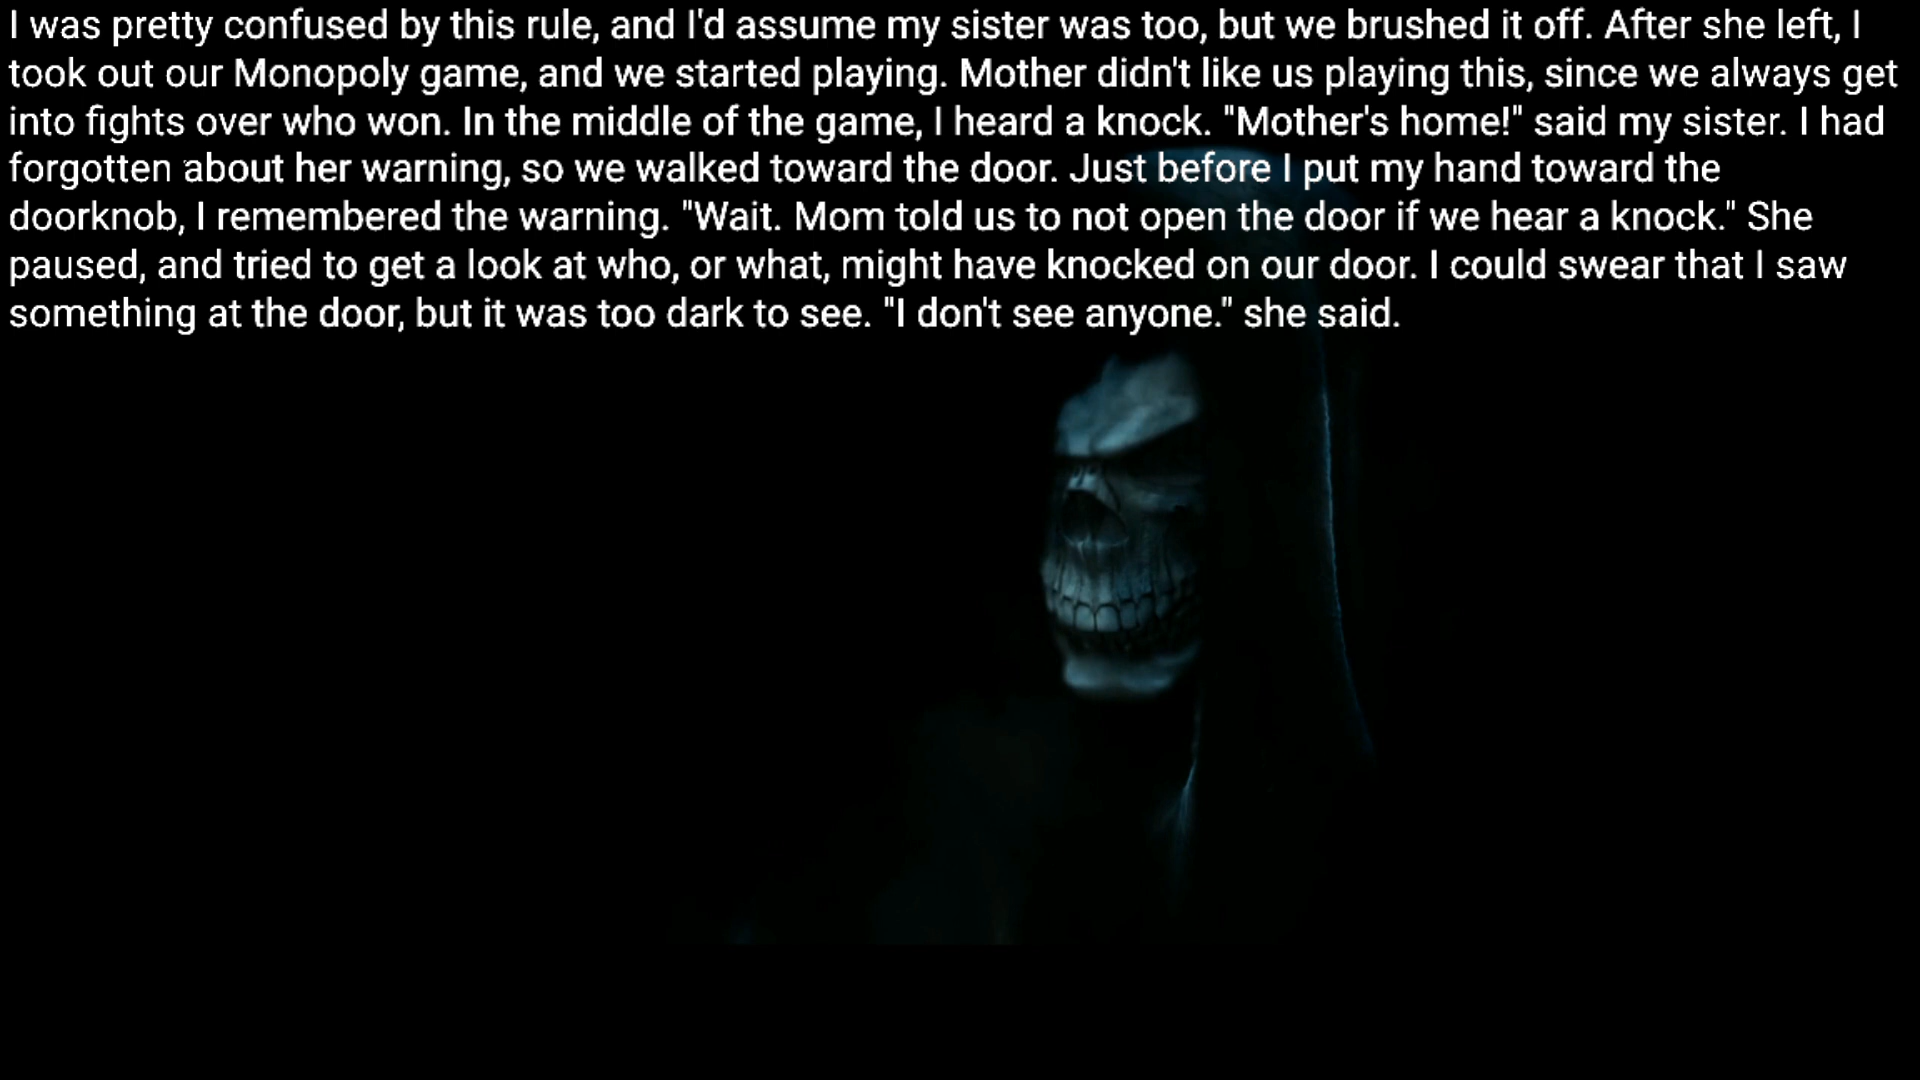 I was pretty confused by this rule, and I'd assume my sister was too, but we brushed it off. After she left, I
took out our Monopoly game, and we started playing. Mother didn't like us playing this, since we always get
into fights over who won. In the middle of the game, I heard a knock. "Mother's home!" said my sister. I had
forgotten about her warning, so we walked toward the door. Just before I put my hand toward the
doorknob, I remembered the warning. "Wait. Mom told us to not open the door if we hear a knock." She
paused, and tried to get a look at who, or what, might have knocked on our door. I could swear that I saw
something at the door, but it was too dark to see. "I don't see anyone." she said.